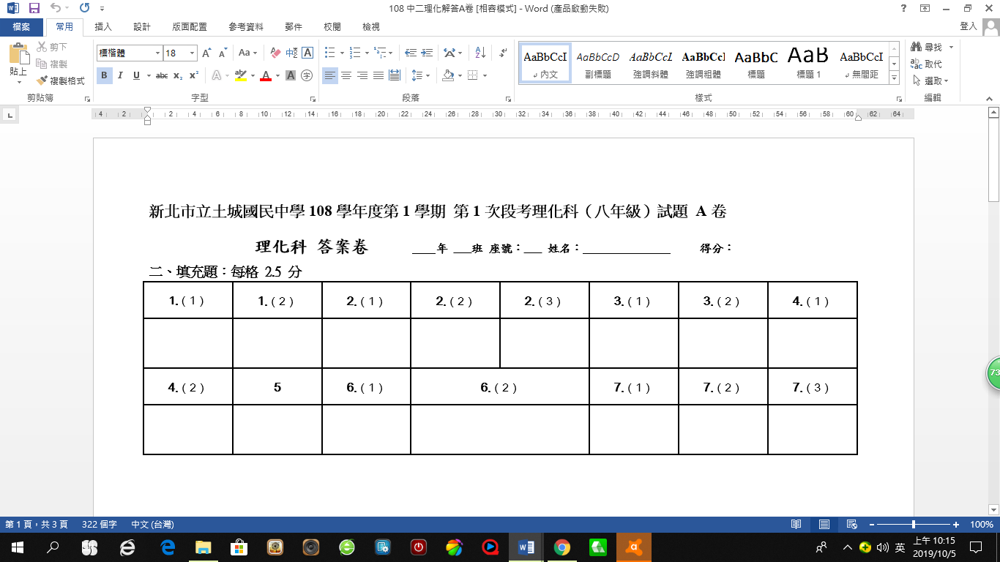 108 中二理化解答A卷 [相容模式] - Word (產品啟動失敗)
檔案 常用 插入 設計 版面配置 參考資料 郵件 校閱 檢視 登入
貼上 剪下 複製 複製格式 剪貼簿
標楷體 18 字型
段落
AaBbCcI AaBbCcD AaBbCcL AaBbCcl AaBbC AaB AaBbCcI
內文 副標題 強調斜體 強調粗體 標題 標題 1 無間距
樣式
尋找 取代 選取 編輯
4 2 2 4 6 8 10 12 14 16 18 20 22 24 26 28 30 32 34 36 38 40 42 44 46 48 50 52 54 56 58 60 62 64
新北市立土城國民中學 108 學年度第 1 學期 第 1 次段考理化科（八年級）試題 A 卷
理化科 答案卷 ____年 ___班 座號：___ 姓名：______________ 得分：
二、填充題：每格 2.5 分
1.（1） 1.（2） 2.（1） 2.（2） 2.（3） 3.（1） 3.（2） 4.（1）
4.（2） 5 6.（1） 6.（2） 7.（1） 7.（2） 7.（3）
73
第 1 頁，共 3 頁 322 個字 中文 (台灣) 100%
英 上午 10:15
2019/10/5